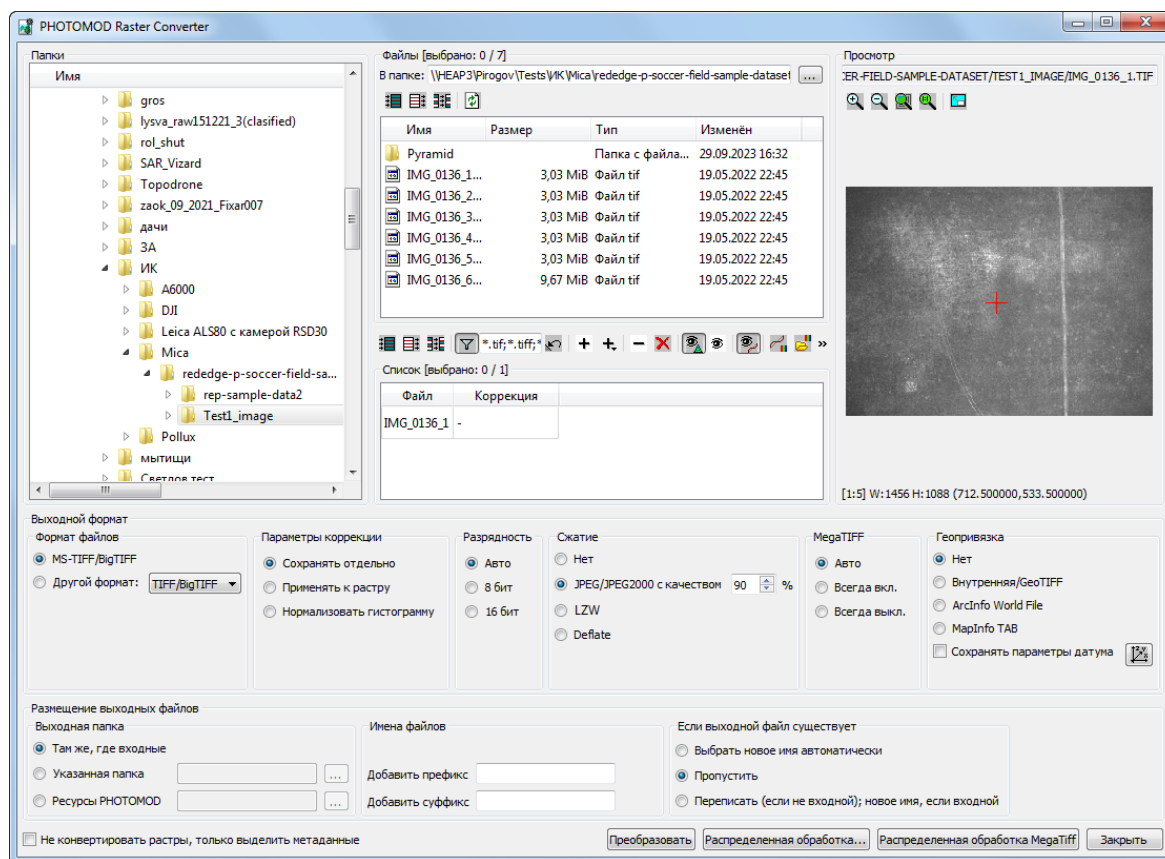 PHOTOMOD Raster Converter
Папки
Имя
gros
lysva_raw151221_3(clasified)
rol_shut
SAR_Vizard
Topodrone
zaok_09_2021_Fixar007
дачи
ЗА
ИК
A6000
DJI
Leica ALS80 с камерой RSD30
Mica
rededge-p-soccer-field-sa...
rep-sample-data2
Test1_image
Pollux
мытищи
Светлов тест
Файлы [выбрано: 0 / 7]
В папке: \\HEAP3\Pirogov\Tests\ИК\Mica\rededge-p-soccer-field-sample-dataset ...
Имя Размер Тип Изменён
Pyramid Папка с файла... 29.09.2023 16:32
IMG_0136_1... 3,03 MiB Файл tif 19.05.2022 22:45
IMG_0136_2... 3,03 MiB Файл tif 19.05.2022 22:45
IMG_0136_3... 3,03 MiB Файл tif 19.05.2022 22:45
IMG_0136_4... 3,03 MiB Файл tif 19.05.2022 22:45
IMG_0136_5... 3,03 MiB Файл tif 19.05.2022 22:45
IMG_0136_6... 9,67 MiB Файл tif 19.05.2022 22:45
*.tif;*.tiff;*
Список [выбрано: 0 / 1]
Файл Коррекция
IMG_0136_1 -
Просмотр
ER-FIELD-SAMPLE-DATASET/TEST1_IMAGE/IMG_0136_1.TIF
[1:5] W:1456 H:1088 (712.500000,533.500000)
Выходной формат
Формат файлов
MS-TIFF/BigTIFF
Другой формат: TIFF/BigTIFF
Параметры коррекции
Сохранять отдельно
Применять к растру
Нормализовать гистограмму
Разрядность
Авто
8 бит
16 бит
Сжатие
Нет
JPEG/JPEG2000 с качеством 90 %
LZW
Deflate
MegaTIFF
Авто
Всегда вкл.
Всегда выкл.
Геопривязка
Нет
Внутренняя/GeoTIFF
ArcInfo World File
MapInfo TAB
Сохранять параметры датума
Размещение выходных файлов
Выходная папка
Там же, где входные
Указанная папка ...
Ресурсы PHOTOMOD ...
Имена файлов
Добавить префикс
Добавить суффикс
Если выходной файл существует
Выбрать новое имя автоматически
Пропустить
Переписать (если не входной); новое имя, если входной
Не конвертировать растры, только выделить метаданные
Преобразовать
Распределенная обработка...
Распределенная обработка MegaTiff
Закрыть